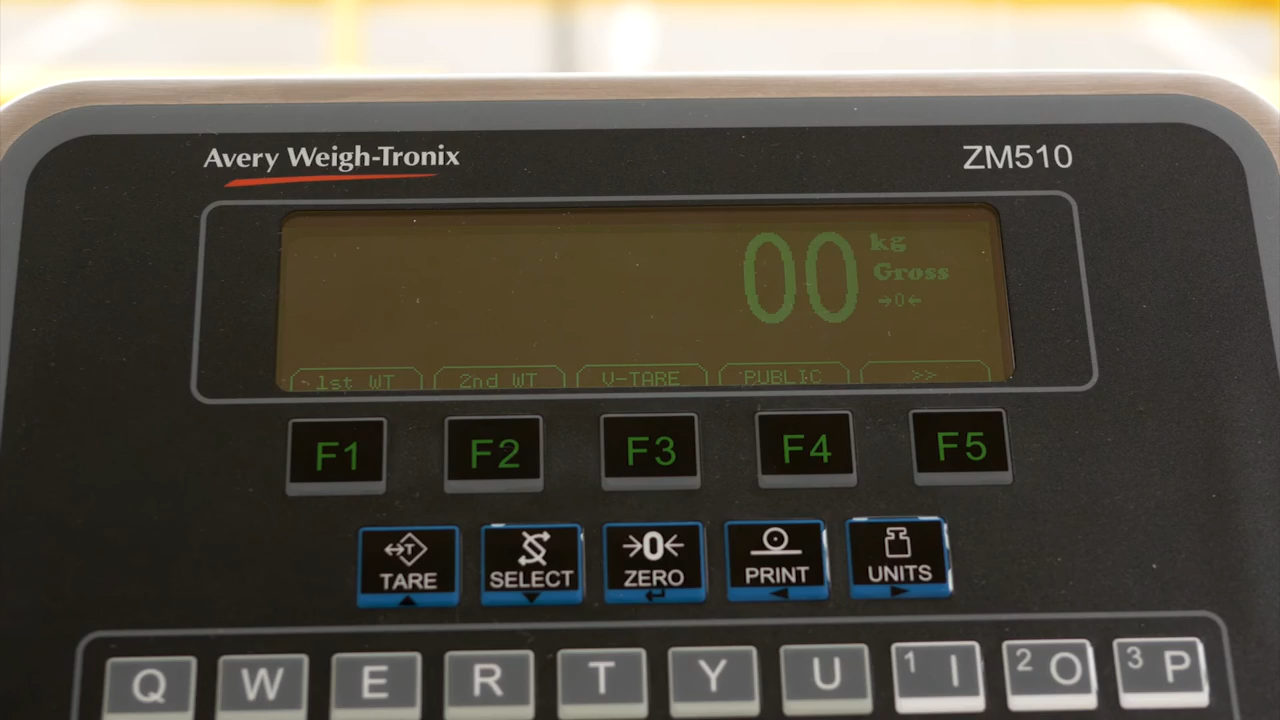 Avery Weigh-Tronix
ZM510
00 kg
Gross
→0←
1st WT 2nd WT V-TARE PUBLIC >>
F1 F2 F3 F4 F5
T →0←
TARE SELECT ZERO PRINT UNITS
Q W E R T Y U 1 I 2 O 3 P